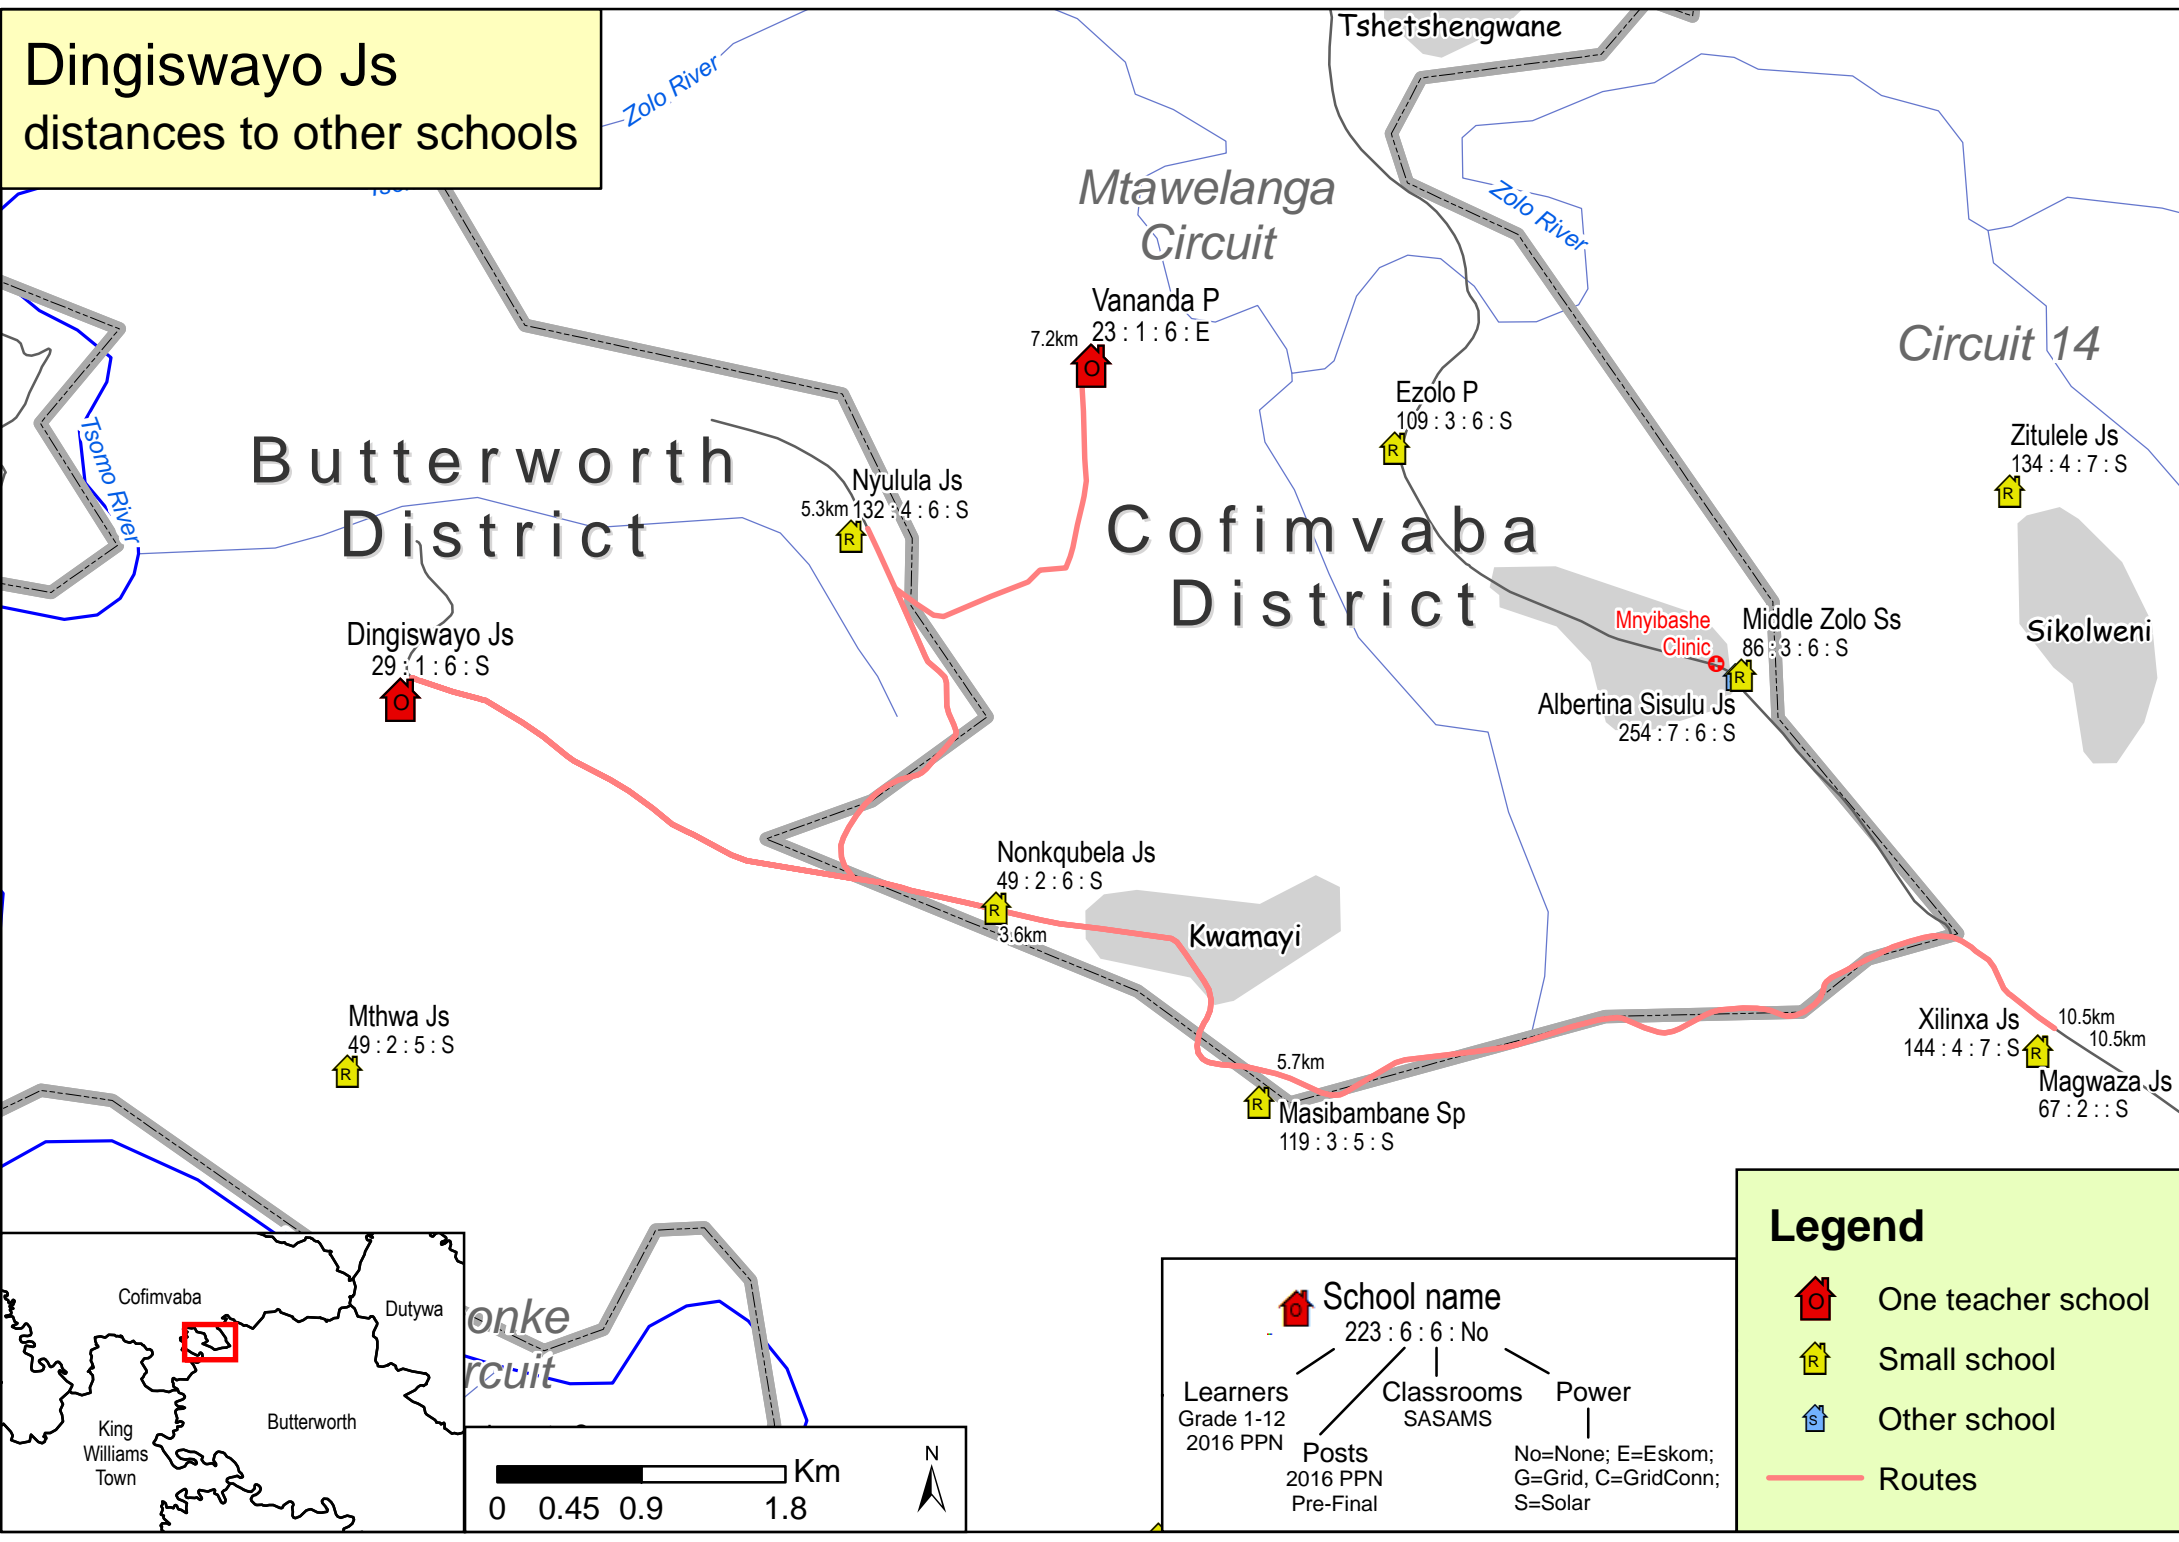 Dingiswayo Js
distances to other schools
Zolo River
Tshetshengwane
Mtawelanga
Circuit
Zolo River
Vananda P
7.2km
23 : 1 : 6 : E
Circuit 14
Ezolo P
109 : 3 : 6 : S
Zitulele Js
134 : 4 : 7 : S
Tsomo River
Butterworth
District
Nyulula Js
5.3km
132 : 4 : 6 : S
Cofimvaba
District
Dingiswayo Js
29 : 1 : 6 : S
Mnyibashe
Clinic
Middle Zolo Ss
86 : 3 : 6 : S
Sikolweni
Albertina Sisulu Js
254 : 7 : 6 : S
Nonkqubela Js
49 : 2 : 6 : S
3.6km
Kwamayi
Mthwa Js
49 : 2 : 5 : S
5.7km
Masibambane Sp
119 : 3 : 5 : S
Xilinxa Js
144 : 4 : 7 : S
10.5km
10.5km
Magwaza Js
67 : 2 : : S
onke
rcuit
Cofimvaba
Dutywa
King
Williams
Town
Butterworth
Km
0 0.45 0.9 1.8
N
School name
223 : 6 : 6 : No
Learners
Grade 1-12
2016 PPN
Posts
2016 PPN
Pre-Final
Classrooms
SASAMS
Power
No=None; E=Eskom;
G=Grid, C=GridConn;
S=Solar
Legend
O One teacher school
R Small school
S Other school
Routes